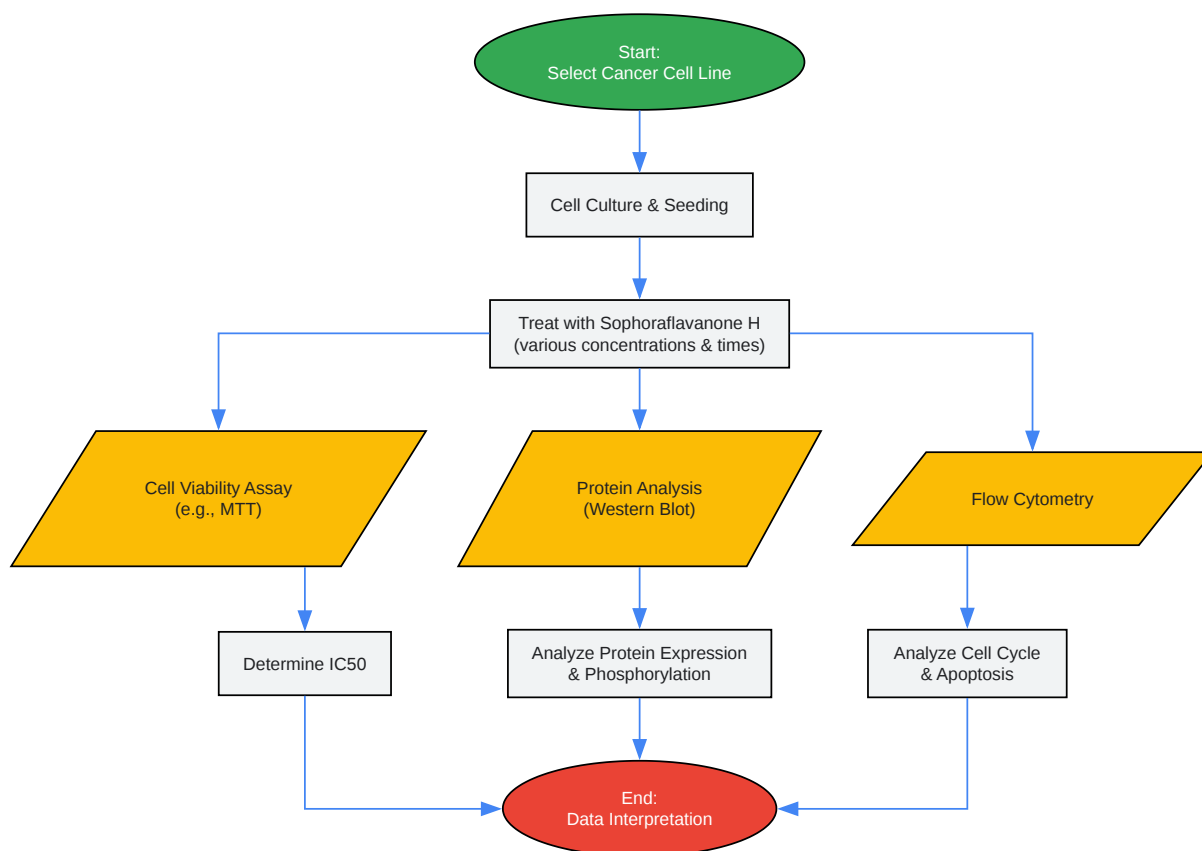 Start:
Select Cancer Cell Line
Cell Culture & Seeding
Treat with Sophoraflavanone H
(various concentrations & times)
Cell Viability Assay
(e.g., MTT)
Protein Analysis
(Western Blot)
Flow Cytometry
Determine IC50
Analyze Protein Expression
& Phosphorylation
Analyze Cell Cycle
& Apoptosis
End:
Data Interpretation